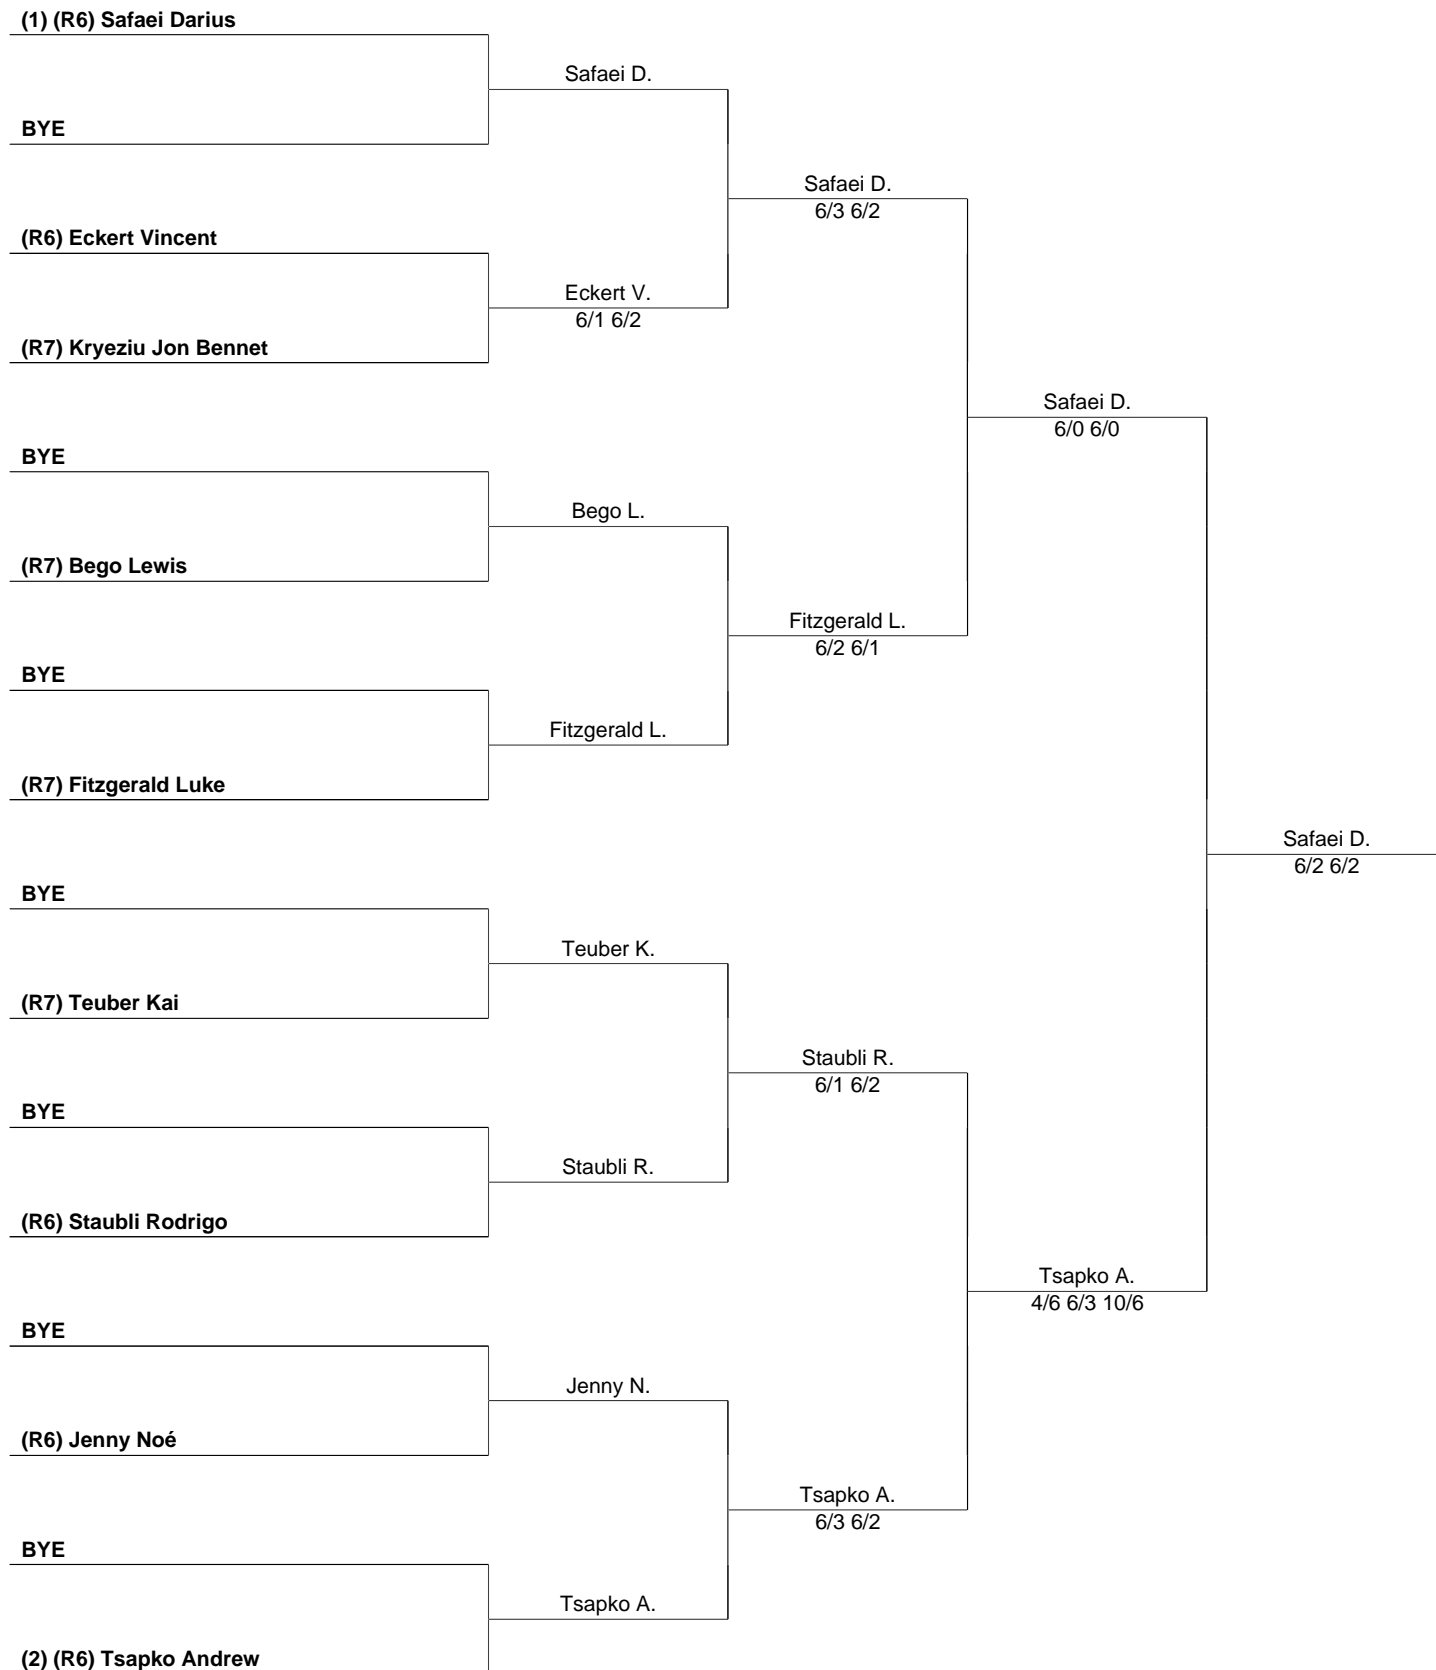 (1) (R6) Safaei Darius
Safaei D.
BYE
Safaei D.
6/3 6/2
(R6) Eckert Vincent
Eckert V.
6/1 6/2
(R7) Kryeziu Jon Bennet
Safaei D.
6/0 6/0
BYE
Bego L.
(R7) Bego Lewis
Fitzgerald L.
6/2 6/1
BYE
Fitzgerald L.
(R7) Fitzgerald Luke
Safaei D.
6/2 6/2
BYE
Teuber K.
(R7) Teuber Kai
Staubli R.
6/1 6/2
BYE
Staubli R.
(R6) Staubli Rodrigo
Tsapko A.
4/6 6/3 10/6
BYE
Jenny N.
(R6) Jenny Noé
Tsapko A.
6/3 6/2
BYE
Tsapko A.
(2) (R6) Tsapko Andrew